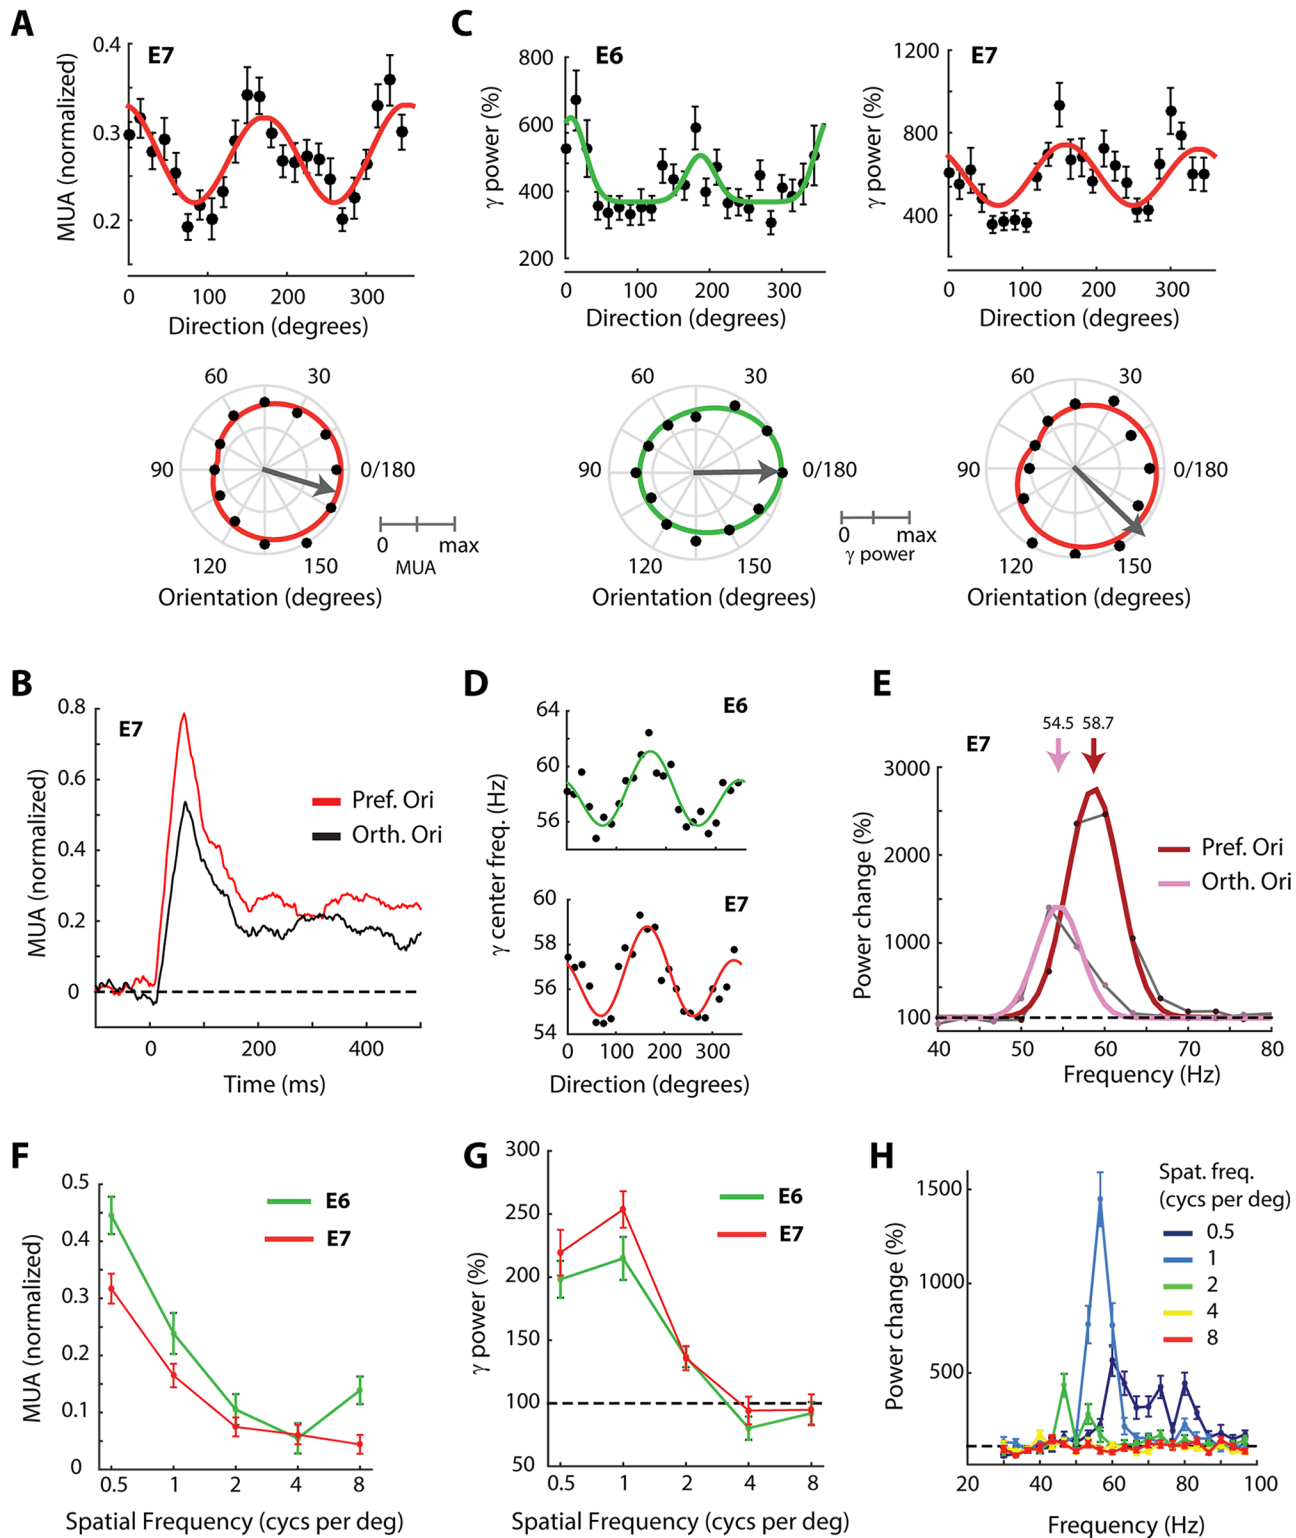 A
E7
MUA (normalized)
0.4
0.3
0.2
0 100 200 300
Direction (degrees)
60 30
90 0/180
120 150
Orientation (degrees)
0 max
MUA
C
E6
γ power (%)
800
600
400
200
0 100 200 300
Direction (degrees)
60 30
90 0/180
120 150
Orientation (degrees)
0 max
γ power
E7
γ power (%)
1200
800
400
0 100 200 300
Direction (degrees)
60 30
90 0/180
120 150
Orientation (degrees)
B
E7
MUA (normalized)
0.8
0.6
0.4
0.2
0
Pref. Ori
Orth. Ori
0 200 400
Time (ms)
D
E6
64
60
56
γ center freq. (Hz)
E7
60
58
56
54
0 100 200 300
Direction (degrees)
E
E7
54.5 58.7
Power change (%)
3000
2000
1000
100
Pref. Ori
Orth. Ori
40 50 60 70 80
Frequency (Hz)
F
MUA (normalized)
0.5
0.4
0.3
0.2
0.1
0
E6
E7
0.5 1 2 4 8
Spatial Frequency (cycs per deg)
G
γ power (%)
300
250
200
150
100
50
E6
E7
0.5 1 2 4 8
Spatial Frequency (cycs per deg)
H
Power change (%)
1500
1000
500
Spat. freq.
(cycs per deg)
0.5
1
2
4
8
20 40 60 80 100
Frequency (Hz)